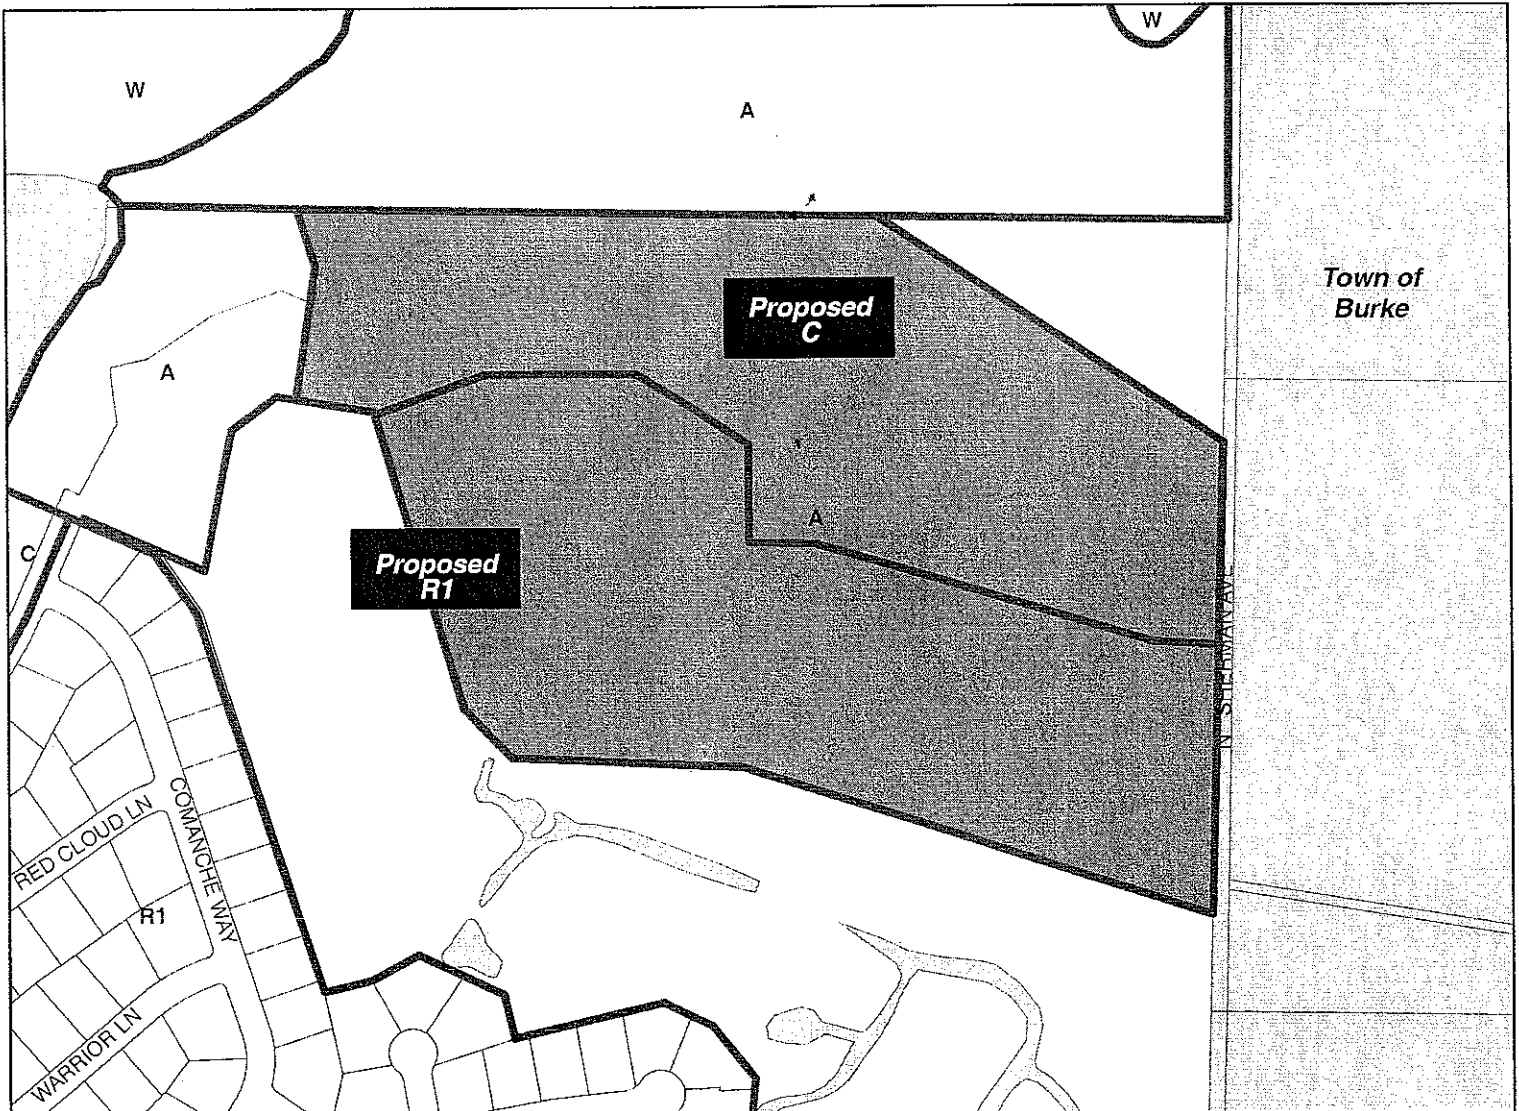 W
W
A
Town of
Burke
Proposed
C
A
A
Proposed
R1
C
N SHERMAN AVE
COMANCHE WAY
RED CLOUD LN
R1
WARRIOR LN